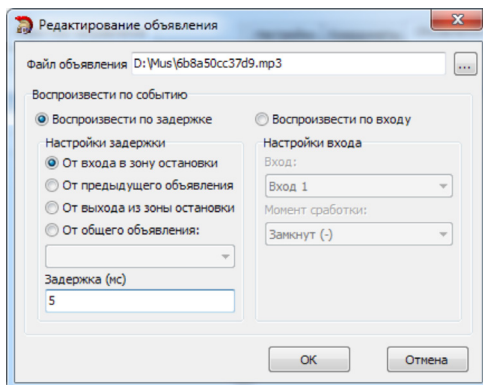 Редактирование объявления
Файл объявления D:\Mus\6b8a50cc37d9.mp3 ...
Воспроизвести по событию
Воспроизвести по задержке
Настройки задержки
От входа в зону остановки
От предыдущего объявления
От выхода из зоны остановки
От общего объявления:
Задержка (мс)
5
Воспроизвести по входу
Настройки входа
Вход:
Вход 1
Момент сработки:
Замкнут (-)
OK Отмена